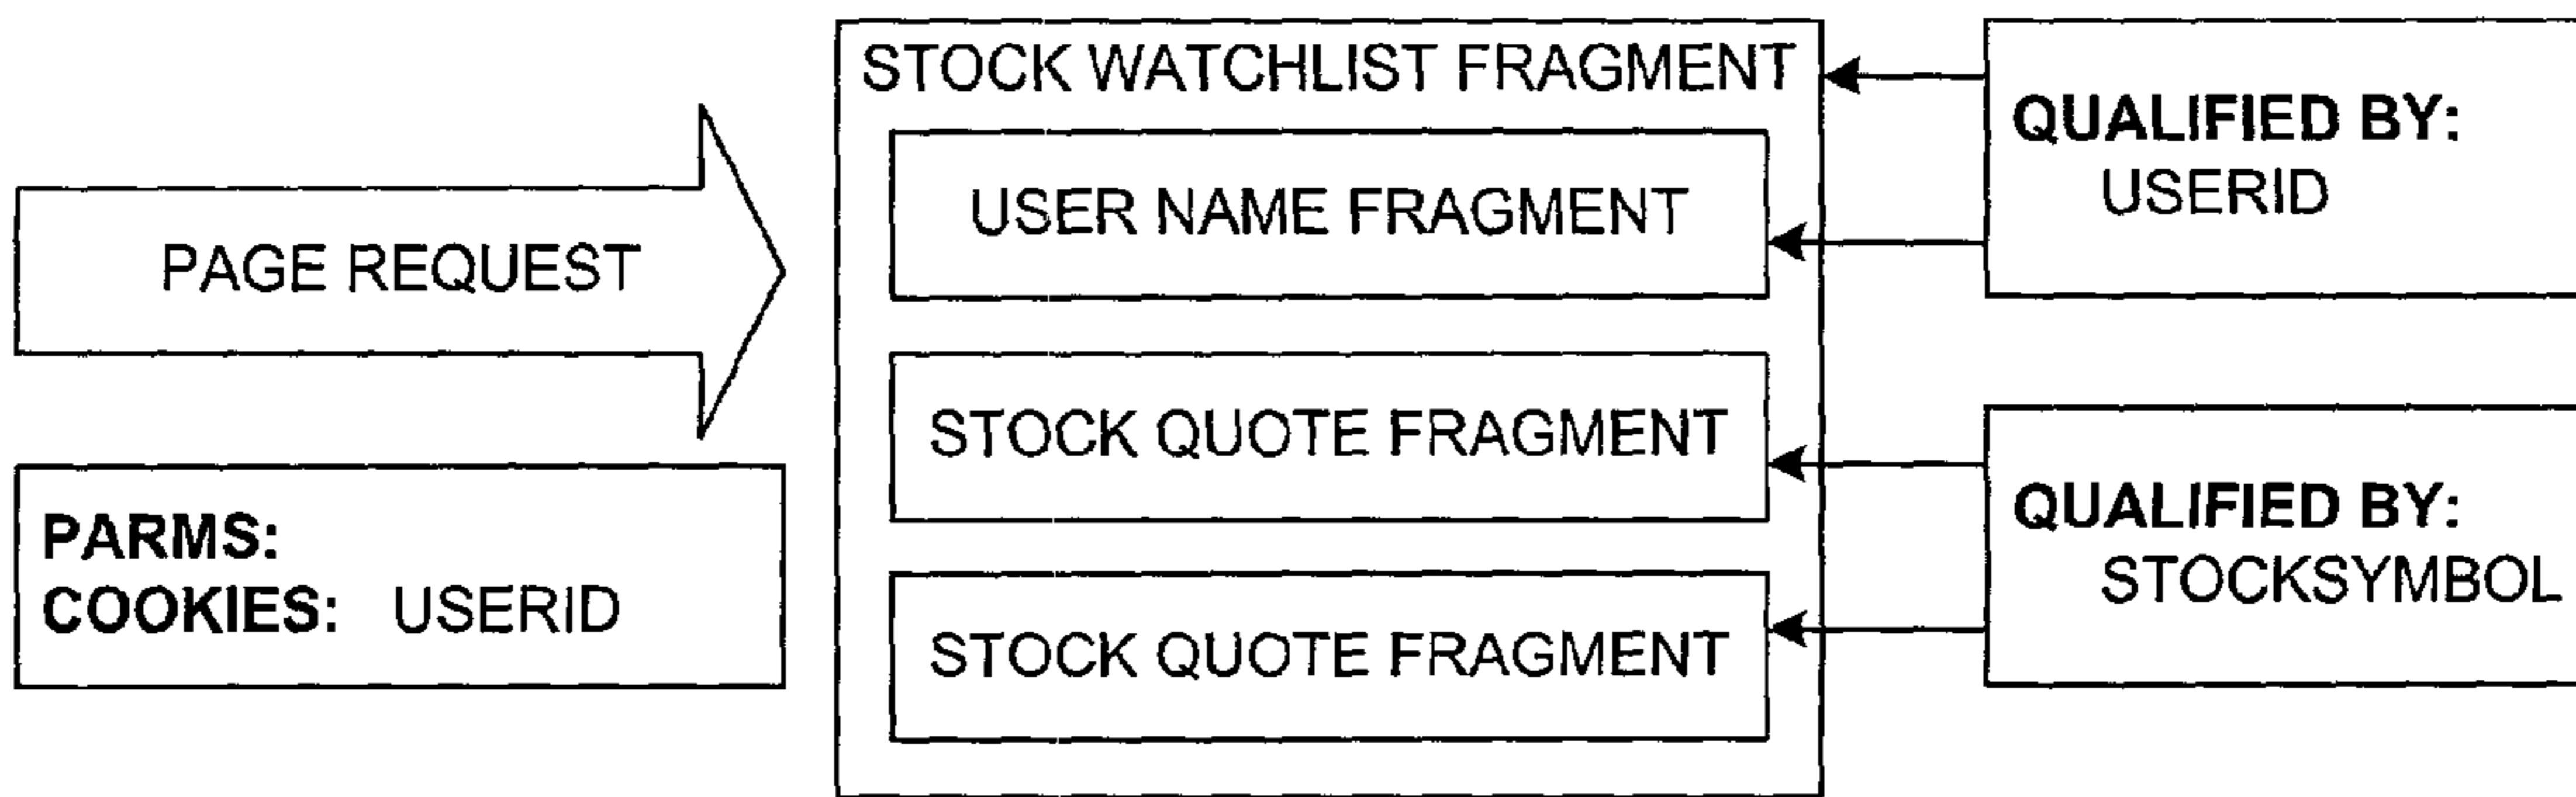 PAGE REQUEST
PARMS:
COOKIES: USERID
STOCK WATCHLIST FRAGMENT
USER NAME FRAGMENT
STOCK QUOTE FRAGMENT
STOCK QUOTE FRAGMENT
QUALIFIED BY:
USERID
QUALIFIED BY:
STOCKSYMBOL